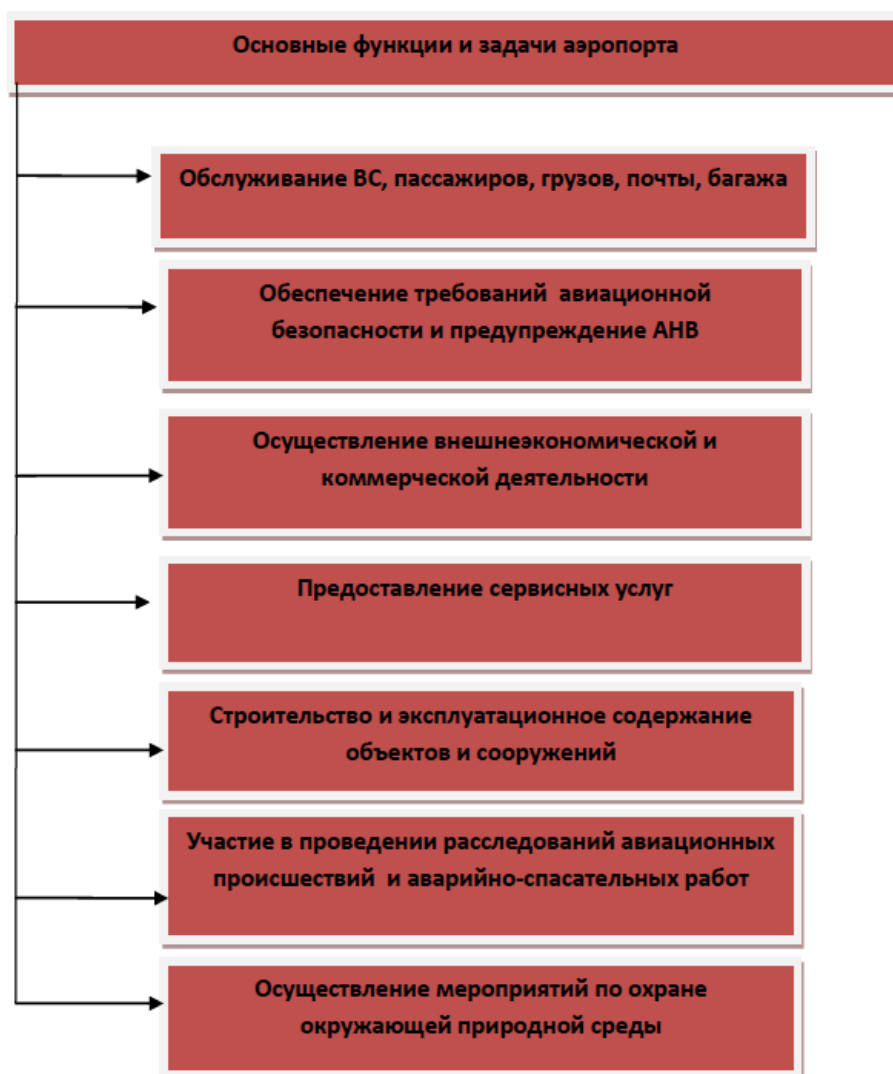 Основные функции и задачи аэропорта
Обслуживание ВС, пассажиров, грузов, почты, багажа
Обеспечение требований авиационной
безопасности и предупреждение АНВ
Осуществление внешнеэкономической и
коммерческой деятельности
Предоставление сервисных услуг
Строительство и эксплуатационное содержание
объектов и сооружений
Участие в проведении расследований авиационных
происшествий и аварийно-спасательных работ
Осуществление мероприятий по охране
окружающей природной среды